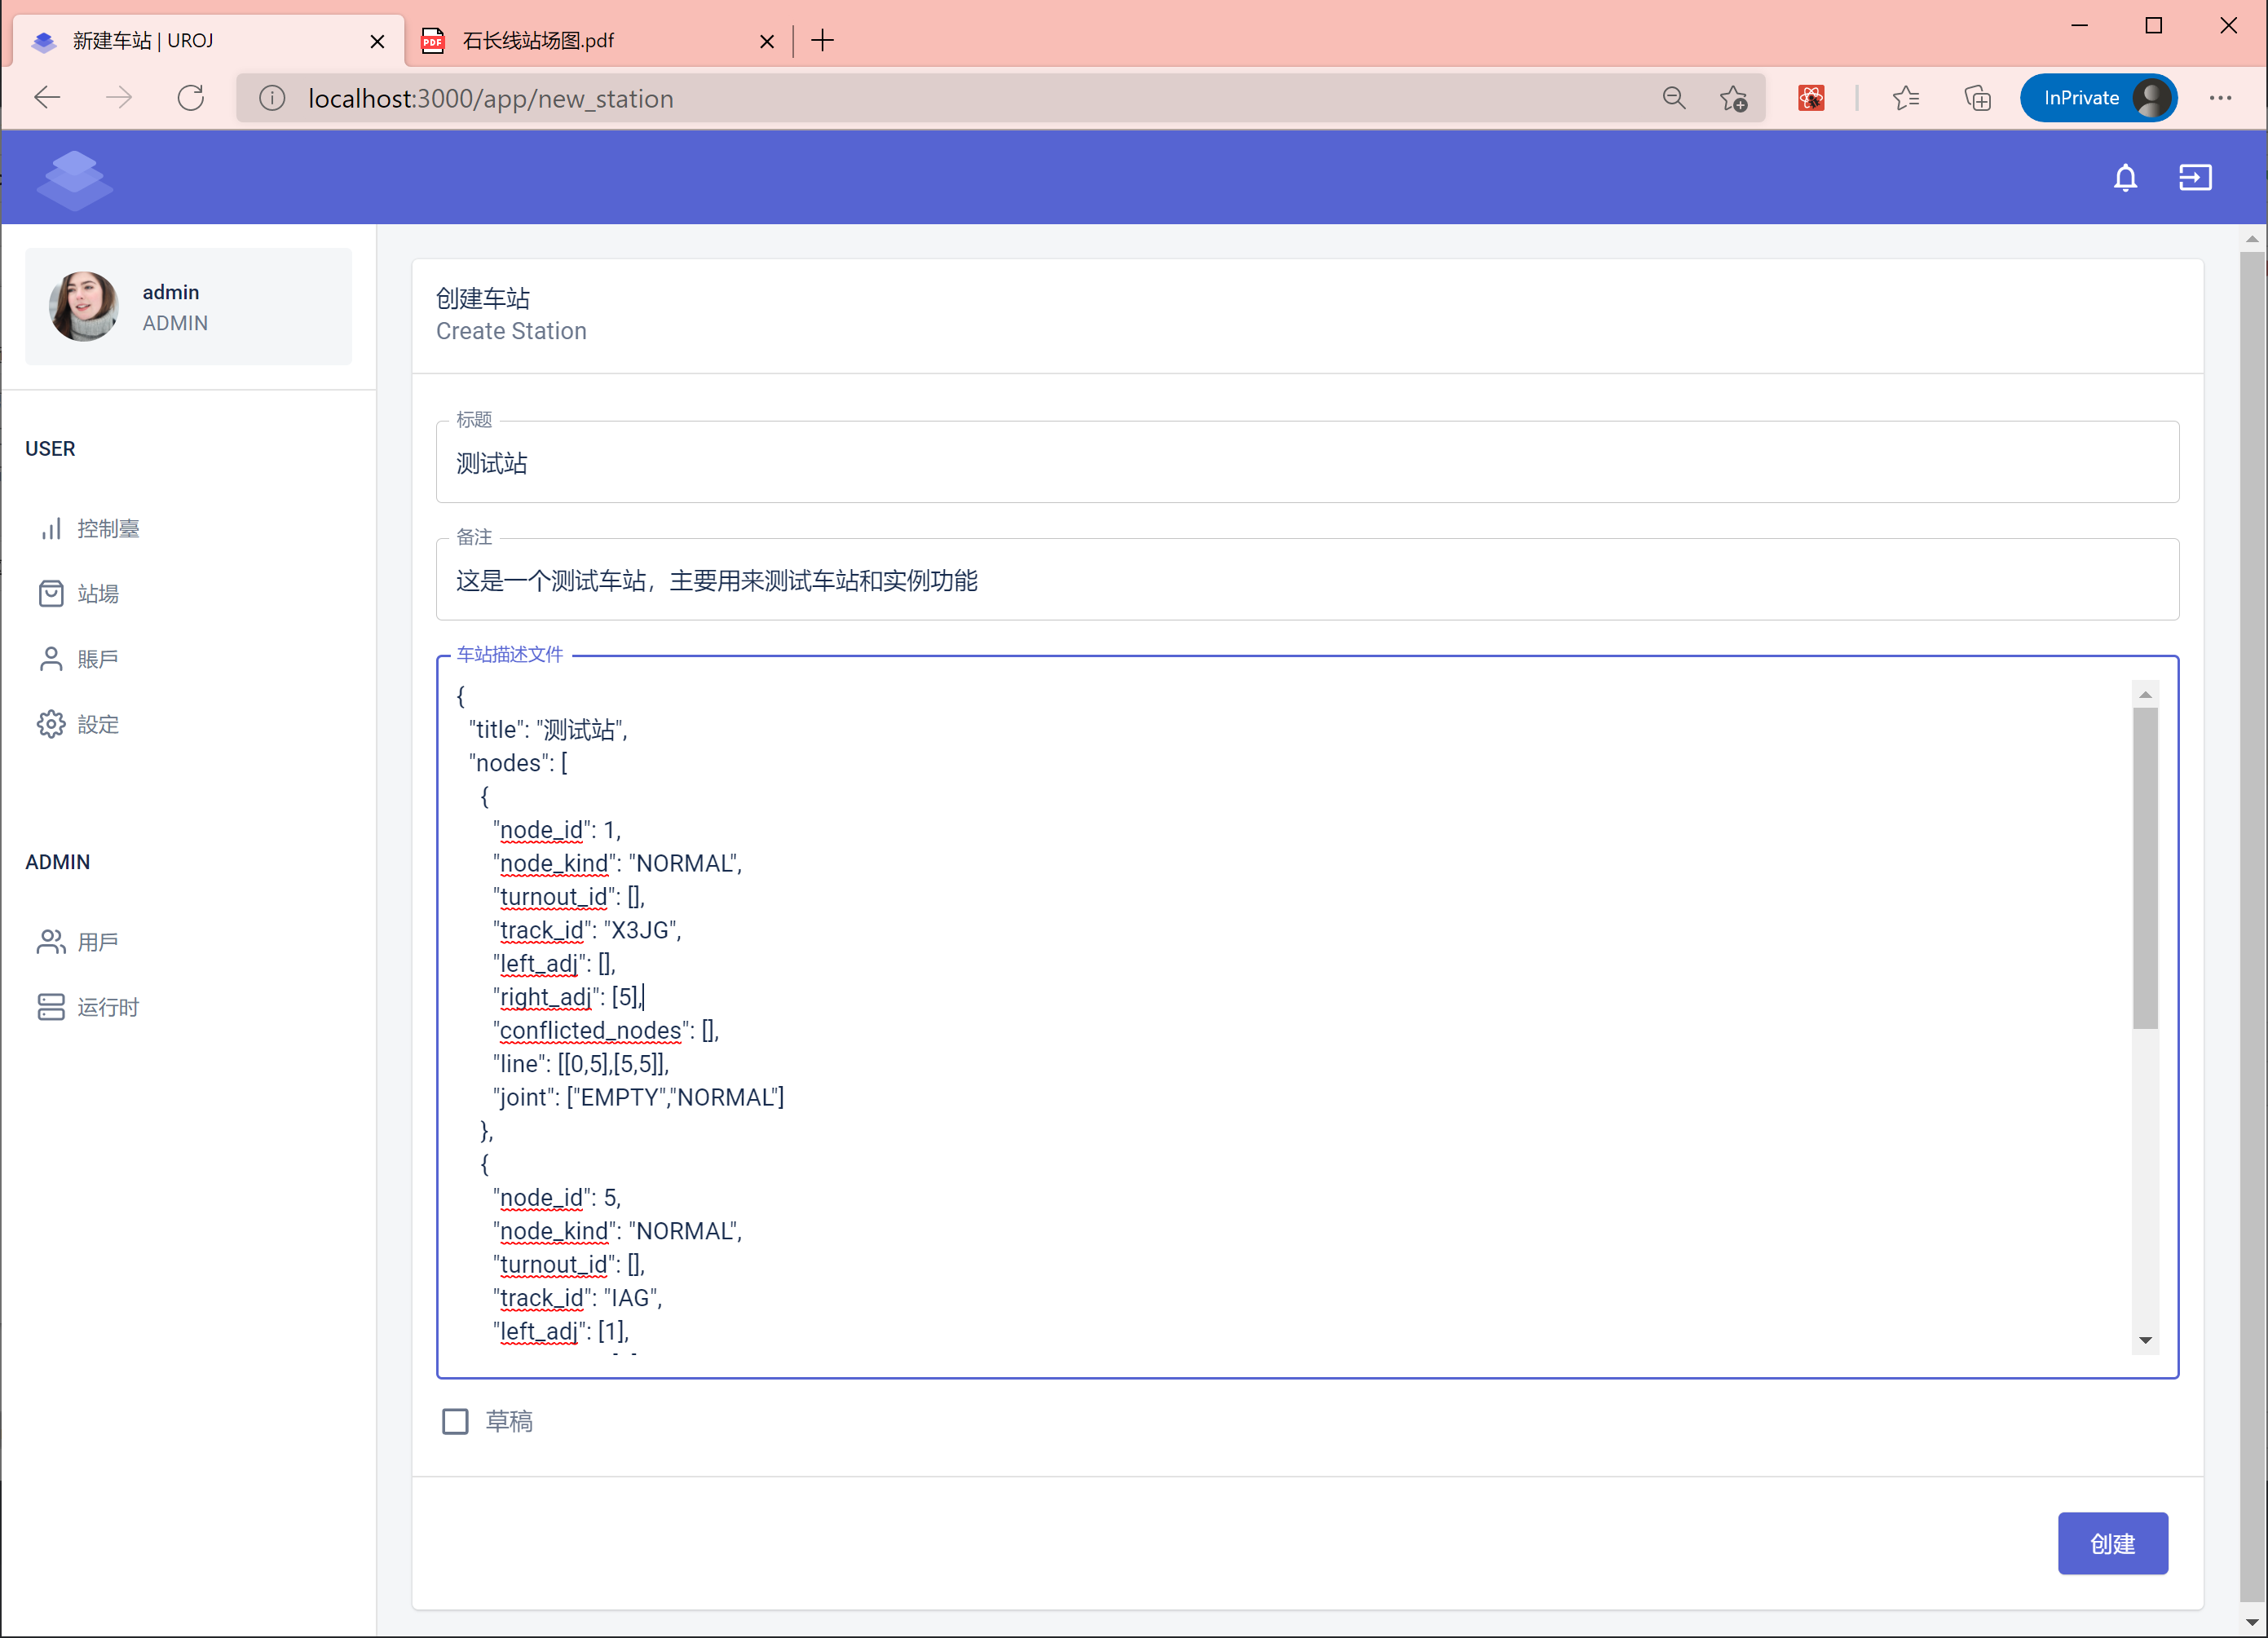 新建车站 | UROJ
石长线站场图.pdf
localhost:3000/app/new_station
InPrivate
admin
ADMIN
USER
控制臺
站場
賬戶
設定
ADMIN
用戶
运行时
创建车站
Create Station
标题
测试站
备注
这是一个测试车站，主要用来测试车站和实例功能
车站描述文件
{
"title": "测试站",
"nodes": [
{
"node_id": 1,
"node_kind": "NORMAL",
"turnout_id": [],
"track_id": "X3JG",
"left_adj": [],
"right_adj": [5],
"conflicted_nodes": [],
"line": [[0,5],[5,5]],
"joint": ["EMPTY","NORMAL"]
},
{
"node_id": 5,
"node_kind": "NORMAL",
"turnout_id": [],
"track_id": "IAG",
"left_adj": [1],
草稿
创建